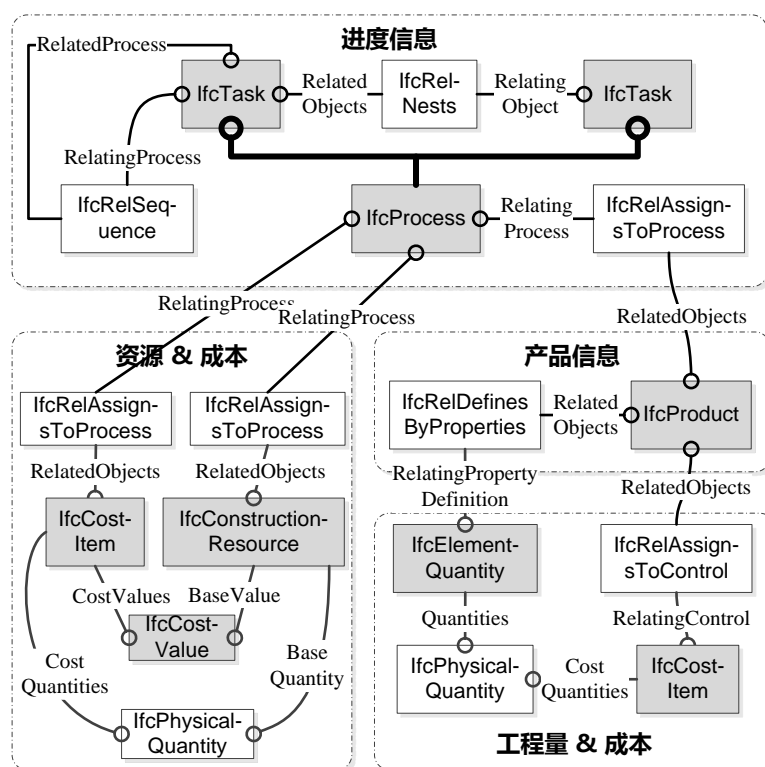 进度信息
RelatedProcess
IfcTask
Related
Objects
IfcRel-
Nests
Relating
Object
IfcTask
RelatingProcess
IfcRelSeq-
uence
IfcProcess
Relating
Process
IfcRelAssign-
sToProcess
RelatingProcess
RelatingProcess
RelatedObjects
资源 & 成本
IfcRelAssign-
sToProcess
IfcRelAssign-
sToProcess
RelatedObjects
RelatedObjects
IfcCost-
Item
IfcConstruction-
Resource
CostValues
BaseValue
IfcCost-
Value
Cost
Quantities
Base
Quantity
IfcPhysical-
Quantity
产品信息
IfcRelDefines
ByProperties
Related
Objects
IfcProduct
RelatingProperty
Definition
RelatedObjects
IfcElement-
Quantity
IfcRelAssign-
sToControl
Quantities
RelatingControl
IfcPhysical-
Quantity
Cost
Quantities
IfcCost-
Item
工程量 & 成本